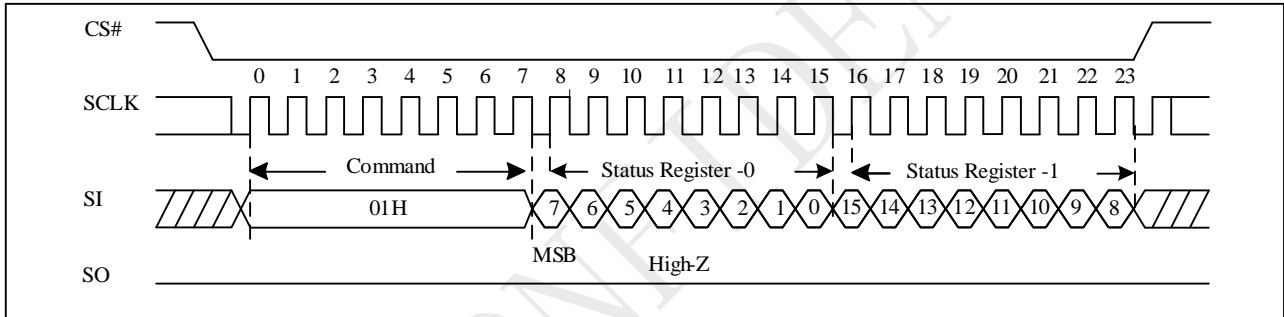 CS#
0 1 2 3 4 5 6 7 8 9 10 11 12 13 14 15 16 17 18 19 20 21 22 23
SCLK
Command Status Register -0 Status Register -1
SI 01H 7 6 5 4 3 2 1 0 15 14 13 12 11 10 9 8
MSB High-Z
SO